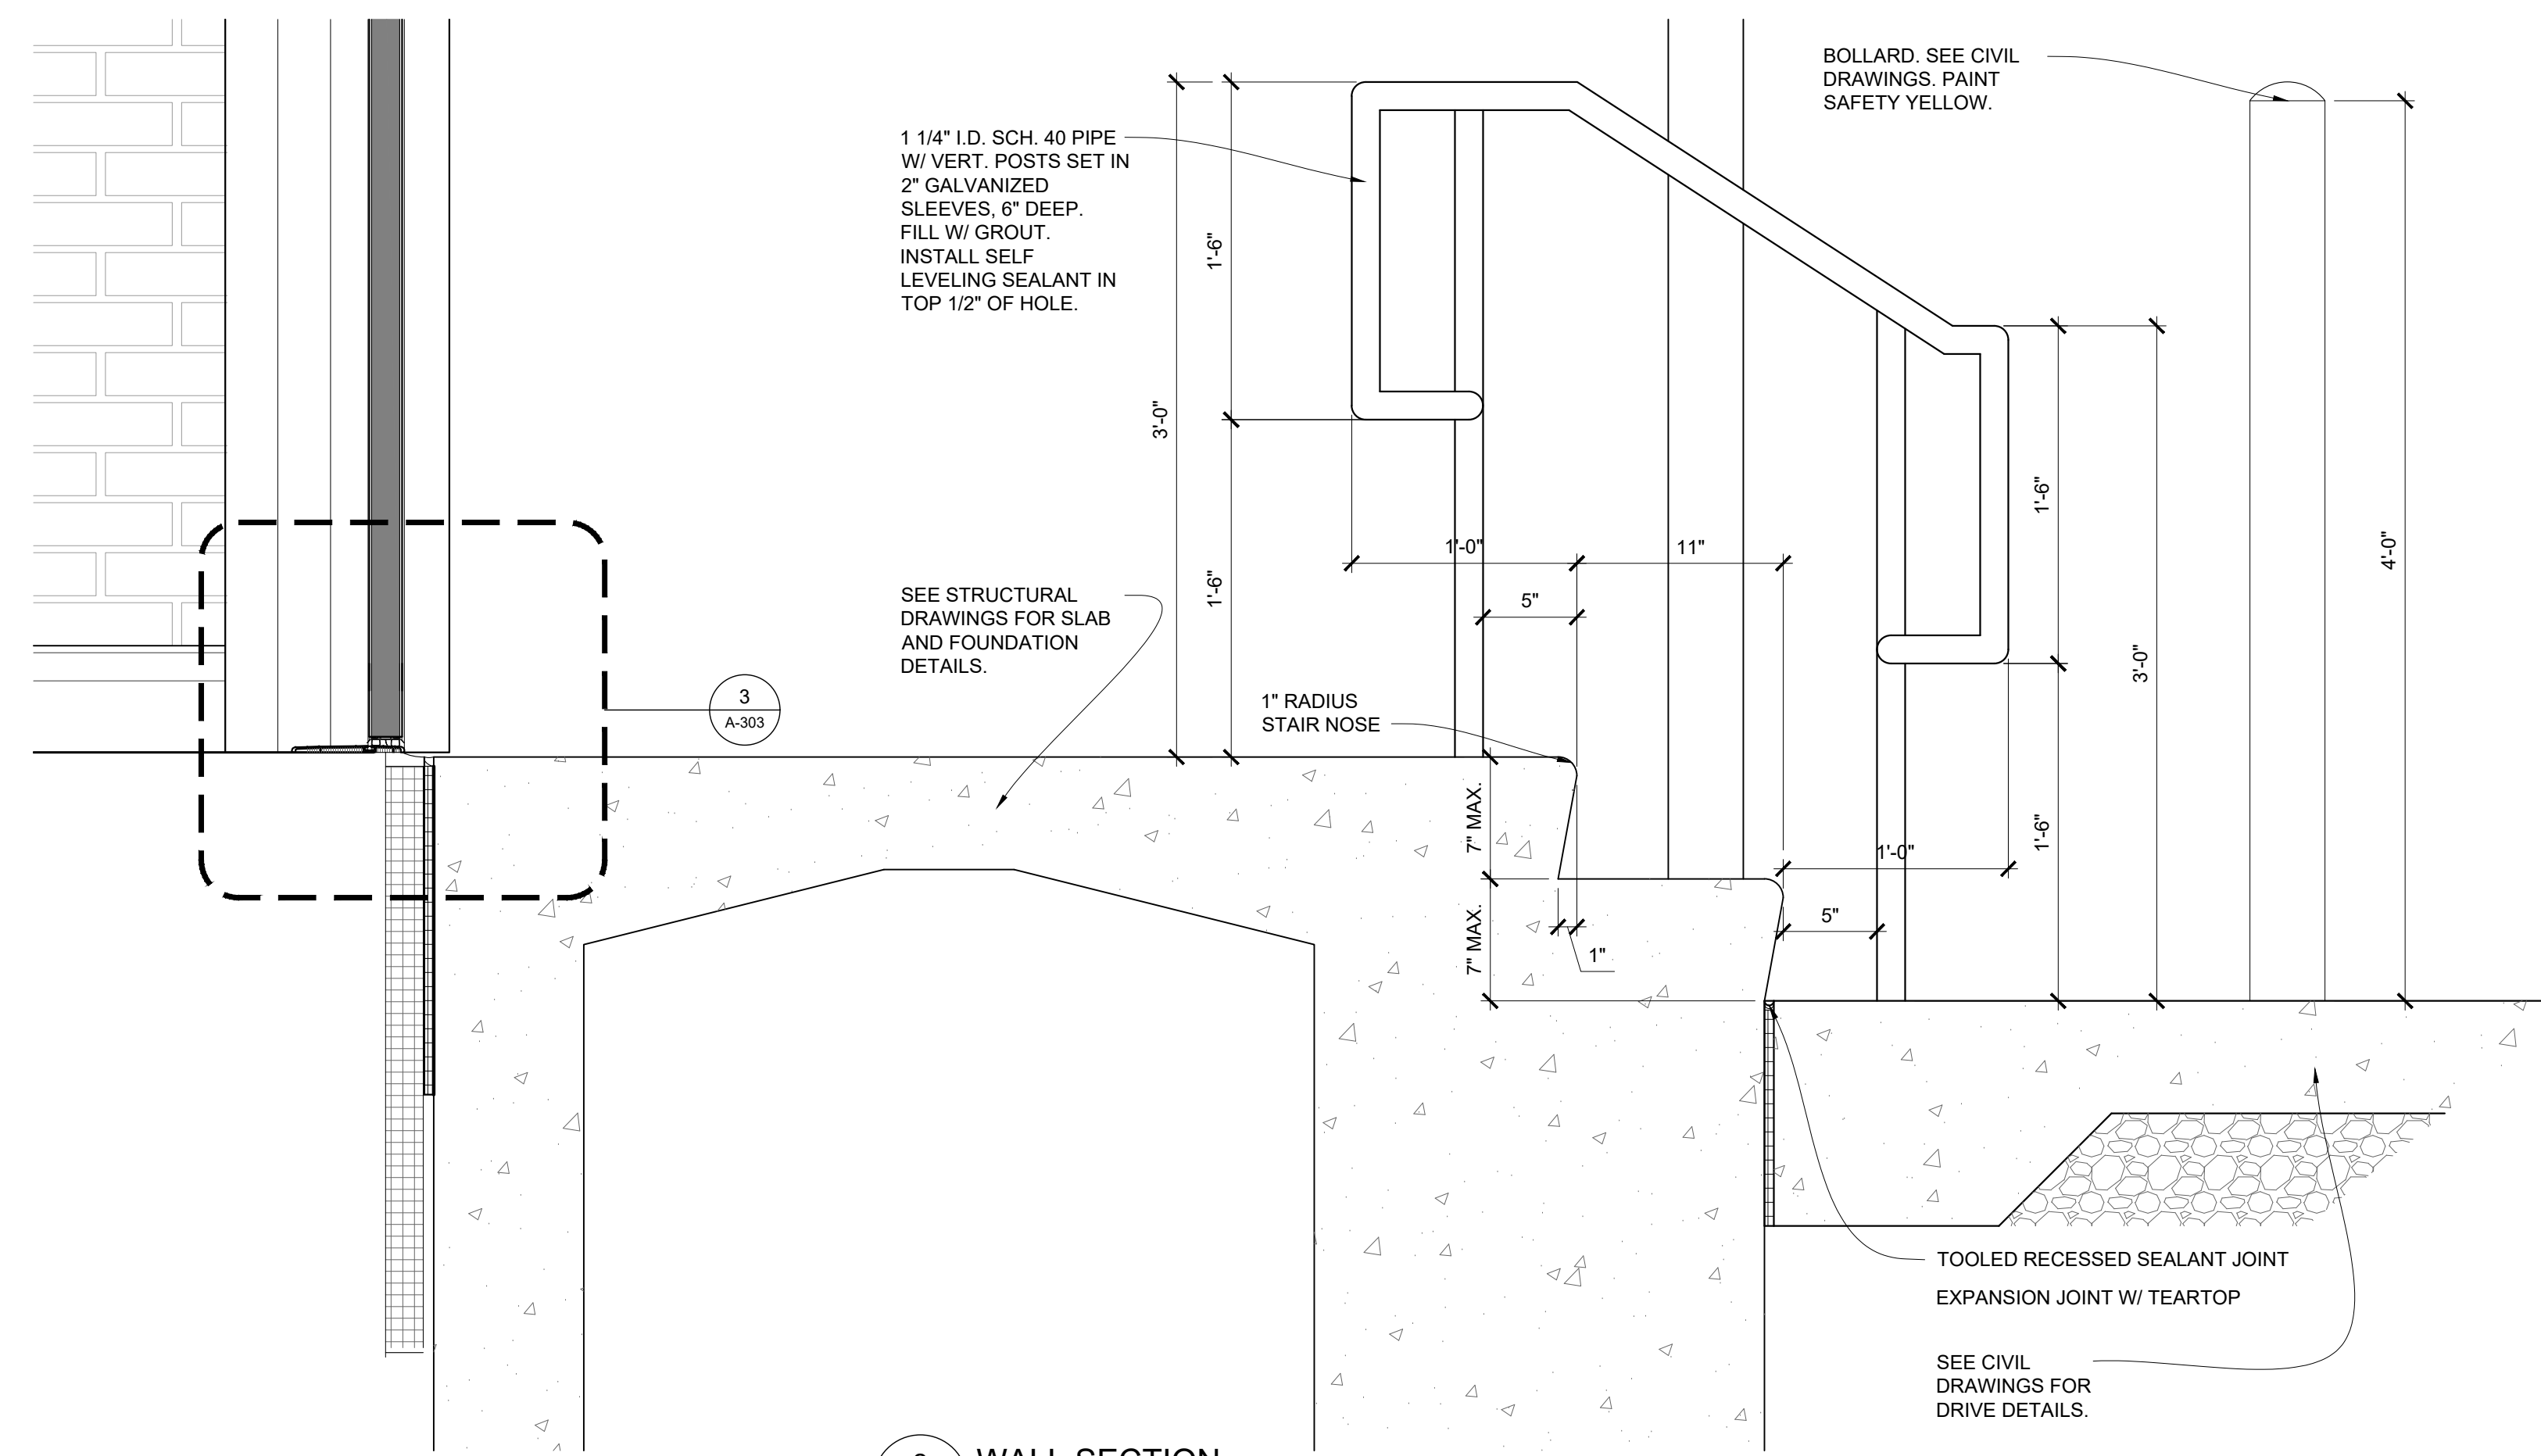 BOLLARD. SEE CIVIL
DRAWINGS. PAINT
SAFETY YELLOW.
1 1/4" I.D. SCH. 40 PIPE
W/ VERT. POSTS SET IN
2" GALVANIZED
SLEEVES, 6" DEEP.
FILL W/ GROUT.
INSTALL SELF
LEVELING SEALANT IN
TOP 1/2" OF HOLE.
1'-6"
3'-0"
1'-6"
1'-0"
11"
5"
1'-6"
3'-0"
4'-0"
1'-6"
SEE STRUCTURAL
DRAWINGS FOR SLAB
AND FOUNDATION
DETAILS.
3
A-303
1" RADIUS
STAIR NOSE
7" MAX.
7" MAX.
1'-0"
5"
1"
TOOLED RECESSED SEALANT JOINT
EXPANSION JOINT W/ TEARTOP
SEE CIVIL
DRAWINGS FOR
DRIVE DETAILS.
WALL SECTION